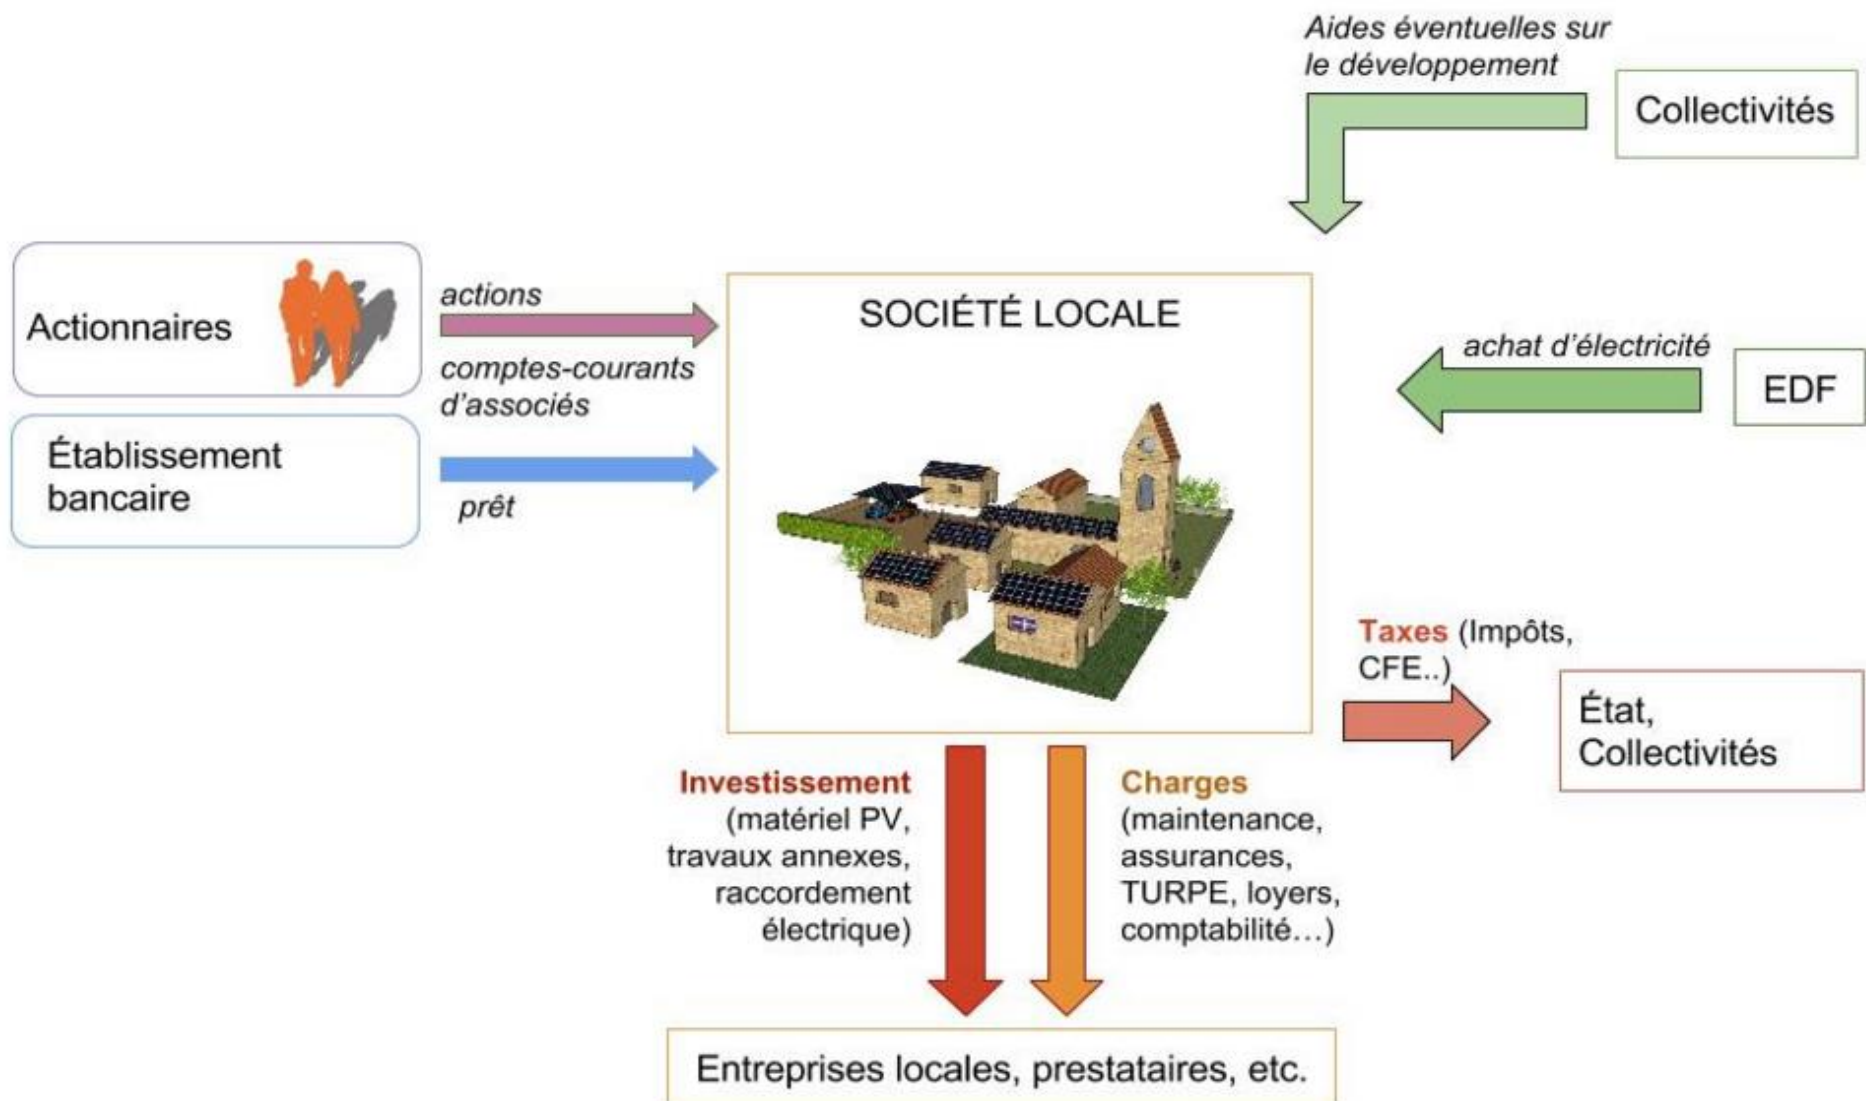 Aides éventuelles sur
le développement
Collectivités
Actionnaires
actions
comptes-courants
d'associés
Établissement
bancaire
prêt
SOCIÉTÉ LOCALE
achat d'électricité
EDF
Taxes (Impôts,
CFE..)
État,
Collectivités
Investissement
(matériel PV,
travaux annexes,
raccordement
électrique)
Charges
(maintenance,
assurances,
TURPE, loyers,
comptabilité…)
Entreprises locales, prestataires, etc.